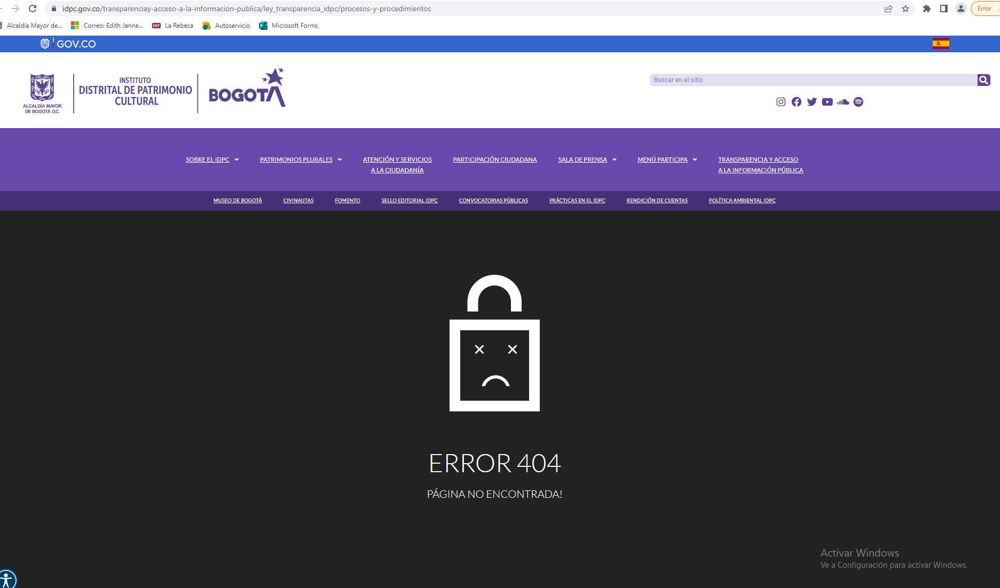 idpc.gov.co/transparenciay-acceso-a-la-informacion-publica/ley_transparencia_idpc/procesos-y-procedimientos
Error
Alcaldía Mayor de...
Correo: Edith Janne...
DNP
La Rebeca
Autoservicio
Microsoft Forms
GOV.CO
ALCALDÍA MAYOR
DE BOGOTÁ D.C.
INSTITUTO
DISTRITAL DE PATRIMONIO
CULTURAL
BOGOTÁ
Buscar en el sitio
SOBRE EL IDPC
PATRIMONIOS PLURALES
ATENCIÓN Y SERVICIOS
A LA CIUDADANÍA
PARTICIPACIÓN CIUDADANA
SALA DE PRENSA
MENÚ PARTICIPA
TRANSPARENCIA Y ACCESO
A LA INFORMACIÓN PÚBLICA
MUSEO DE BOGOTÁ
CIVINAUTAS
FOMENTO
SELLO EDITORIAL IDPC
CONVOCATORIAS PÚBLICAS
PRÁCTICAS EN EL IDPC
RENDICIÓN DE CUENTAS
POLÍTICA AMBIENTAL IDPC
ERROR 404
PÁGINA NO ENCONTRADA!
Activar Windows
Ve a Configuración para activar Windows.